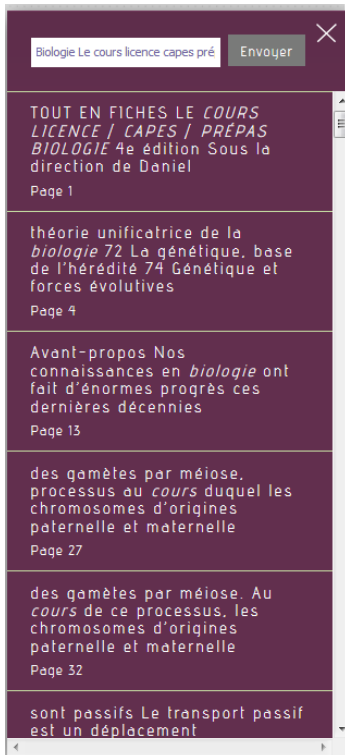 Biologie Le cours licence capes pré
Envoyer
TOUT EN FICHES LE COURS
LICENCE / CAPES / PRÉPAS
BIOLOGIE 4e édition Sous la
direction de Daniel
Page 1
théorie unificatrice de la
biologie 72 La génétique, base
de l'hérédité 74 Génétique et
forces évolutives
Page 4
Avant-propos Nos
connaissances en biologie ont
fait d'énormes progrès ces
dernières décennies
Page 13
des gamètes par méiose,
processus au cours duquel les
chromosomes d'origines
paternelle et maternelle
Page 27
des gamètes par méiose. Au
cours de ce processus, les
chromosomes d'origines
paternelle et maternelle
Page 32
sont passifs Le transport passif
est un déplacement